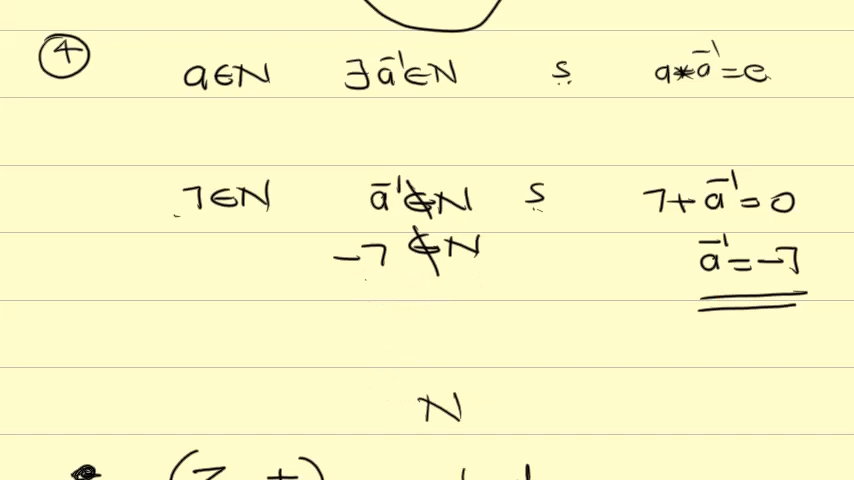 ④ a∈N ∃ a⁻¹∈N s a*a⁻¹=e
7∈N a⁻¹∉N s 7+a⁻¹=0
-7 ∉N a⁻¹=-7
N
(Z +)